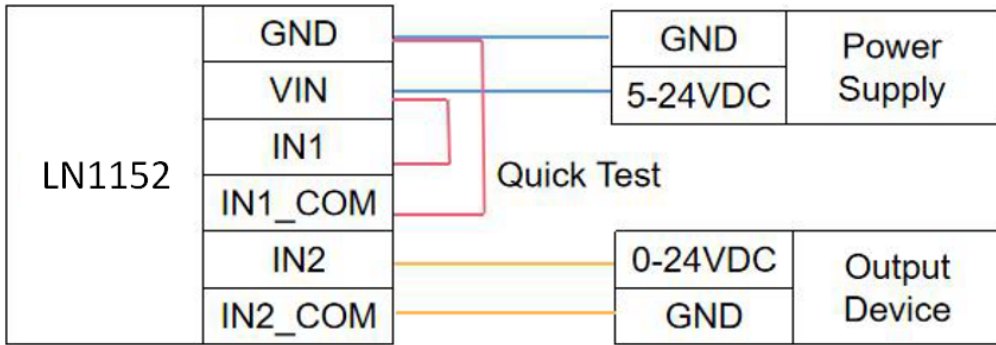 LN1152
GND
VIN
IN1
IN1_COM
IN2
IN2_COM
Quick Test
GND
5-24VDC
Power
Supply
0-24VDC
GND
Output
Device